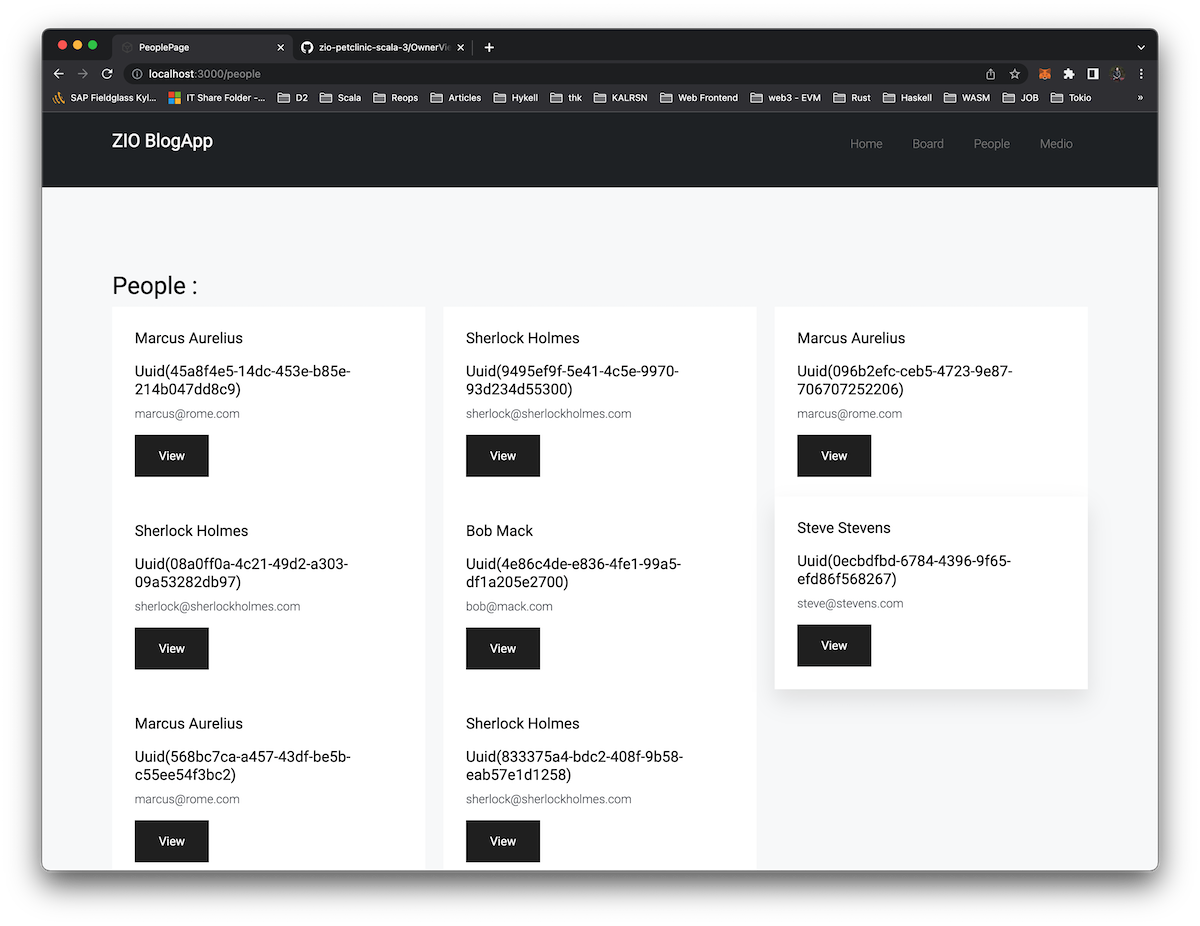 PeoplePage
zio-petclinic-scala-3/OwnerVi
localhost:3000/people
SAP Fieldglass Kyl... IT Share Folder -... D2 Scala Reops Articles Hykell thk KALRSN Web Frontend web3 - EVM Rust Haskell WASM JOB Tokio »
ZIO BlogApp
Home Board People Medio
People :
Marcus Aurelius
Uuid(45a8f4e5-14dc-453e-b85e-
214b047dd8c9)
marcus@rome.com
View
Sherlock Holmes
Uuid(9495ef9f-5e41-4c5e-9970-
93d234d55300)
sherlock@sherlockholmes.com
View
Marcus Aurelius
Uuid(096b2efc-ceb5-4723-9e87-
706707252206)
marcus@rome.com
View
Sherlock Holmes
Uuid(08a0ff0a-4c21-49d2-a303-
09a53282db97)
sherlock@sherlockholmes.com
View
Bob Mack
Uuid(4e86c4de-e836-4fe1-99a5-
df1a205e2700)
bob@mack.com
View
Steve Stevens
Uuid(0ecbdfbd-6784-4396-9f65-
efd86f568267)
steve@stevens.com
View
Marcus Aurelius
Uuid(568bc7ca-a457-43df-be5b-
c55ee54f3bc2)
marcus@rome.com
View
Sherlock Holmes
Uuid(833375a4-bdc2-408f-9b58-
eab57e1d1258)
sherlock@sherlockholmes.com
View